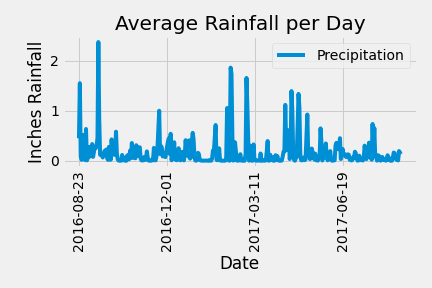 Average Rainfall per Day
Precipitation
Inches Rainfall
2
1
0
2016-08-23
2016-12-01
2017-03-11
2017-06-19
Date